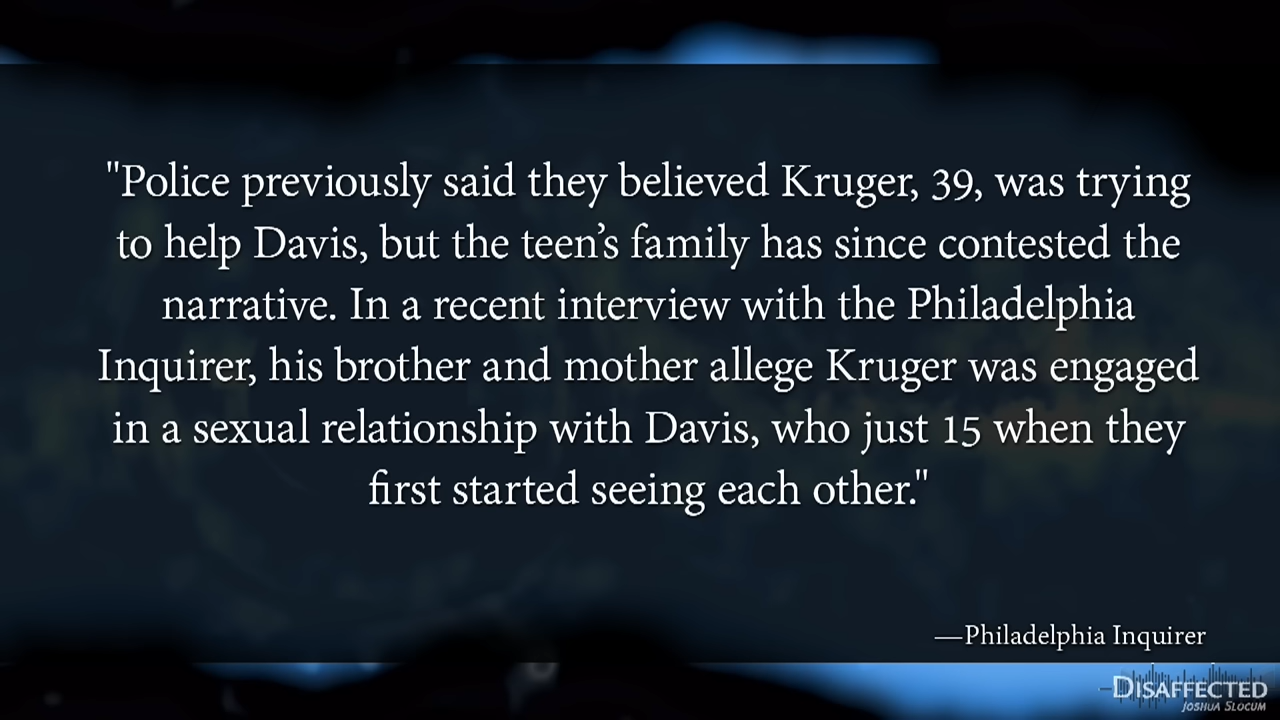 "Police previously said they believed Kruger, 39, was trying
to help Davis, but the teen’s family has since contested the
narrative. In a recent interview with the Philadelphia
Inquirer, his brother and mother allege Kruger was engaged
in a sexual relationship with Davis, who just 15 when they
first started seeing each other."
—Philadelphia Inquirer
DISAFFECTED
JOSHUA SLOCUM